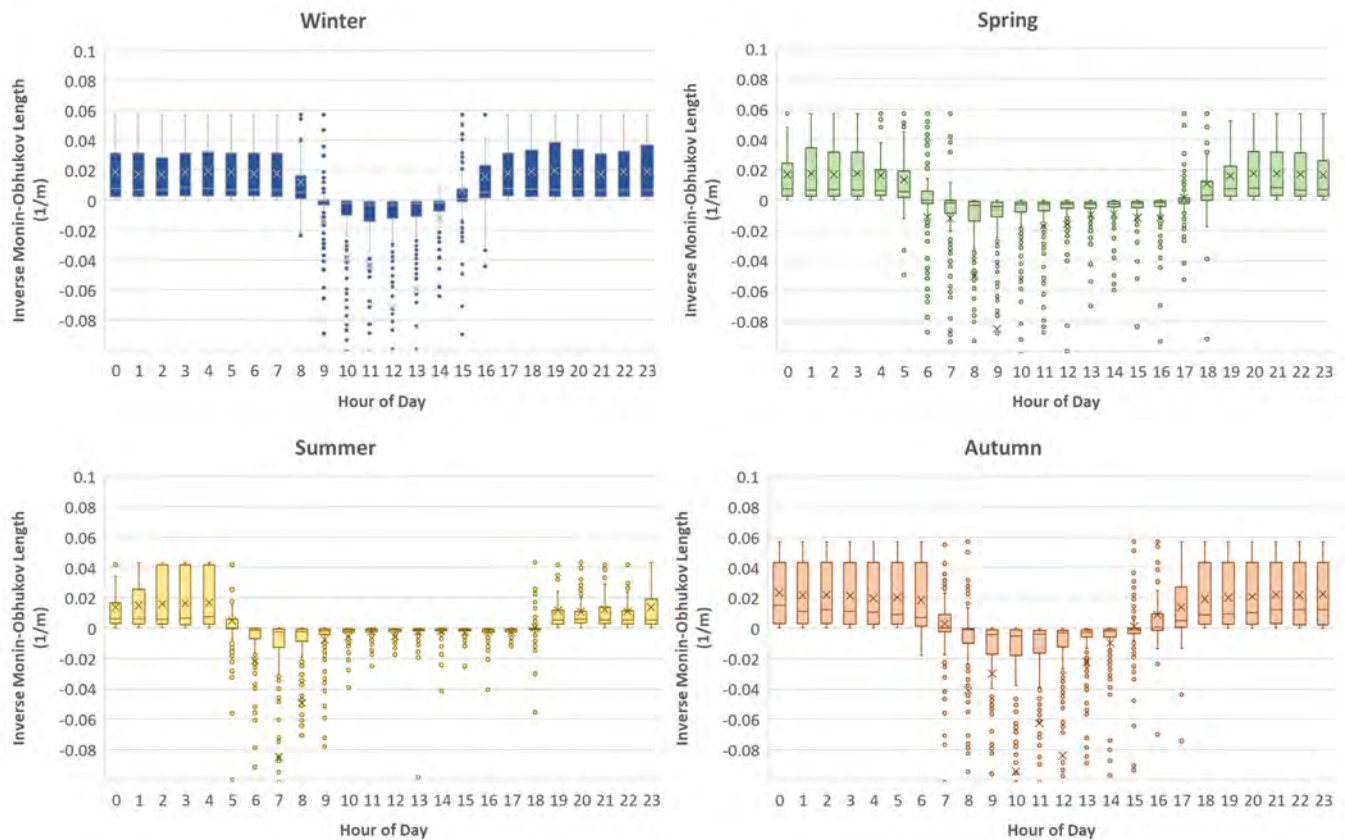 Winter
0.1
0.08
0.06
0.04
0.02
0
-0.02
-0.04
-0.06
-0.08
Inverse Monin-Obhukov Length
(1/m)
0 1 2 3 4 5 6 7 8 9 10 11 12 13 14 15 16 17 18 19 21 22 23
Hour of Day
Spring
0.1
0.08
0.06
0.04
0.02
0
-0.02
-0.04
-0.06
-0.08
Inverse Monin-Obhukov Length
(1/m)
0 1 2 3 4 5 6 7 8 9 10 11 12 13 14 15 16 17 18 19 20 21 22 23
Hour of Day
Summer
0.1
0.08
0.06
0.04
0.02
0
-0.02
-0.04
-0.06
-0.08
Inverse Monin-Obhukov Length
(1/m)
0 1 2 3 4 5 6 7 8 9 10 11 12 13 14 15 16 17 18 19 20 21 22 23
Hour of Day
Autumn
0.1
0.08
0.06
0.04
0.02
0
-0.02
-0.04
-0.06
-0.08
Inverse Monin-Obhukov Length
(1/m)
0 1 2 3 4 5 6 7 8 9 10 11 12 13 14 15 16 17 18 19 20 21 22 23
Hour of Day